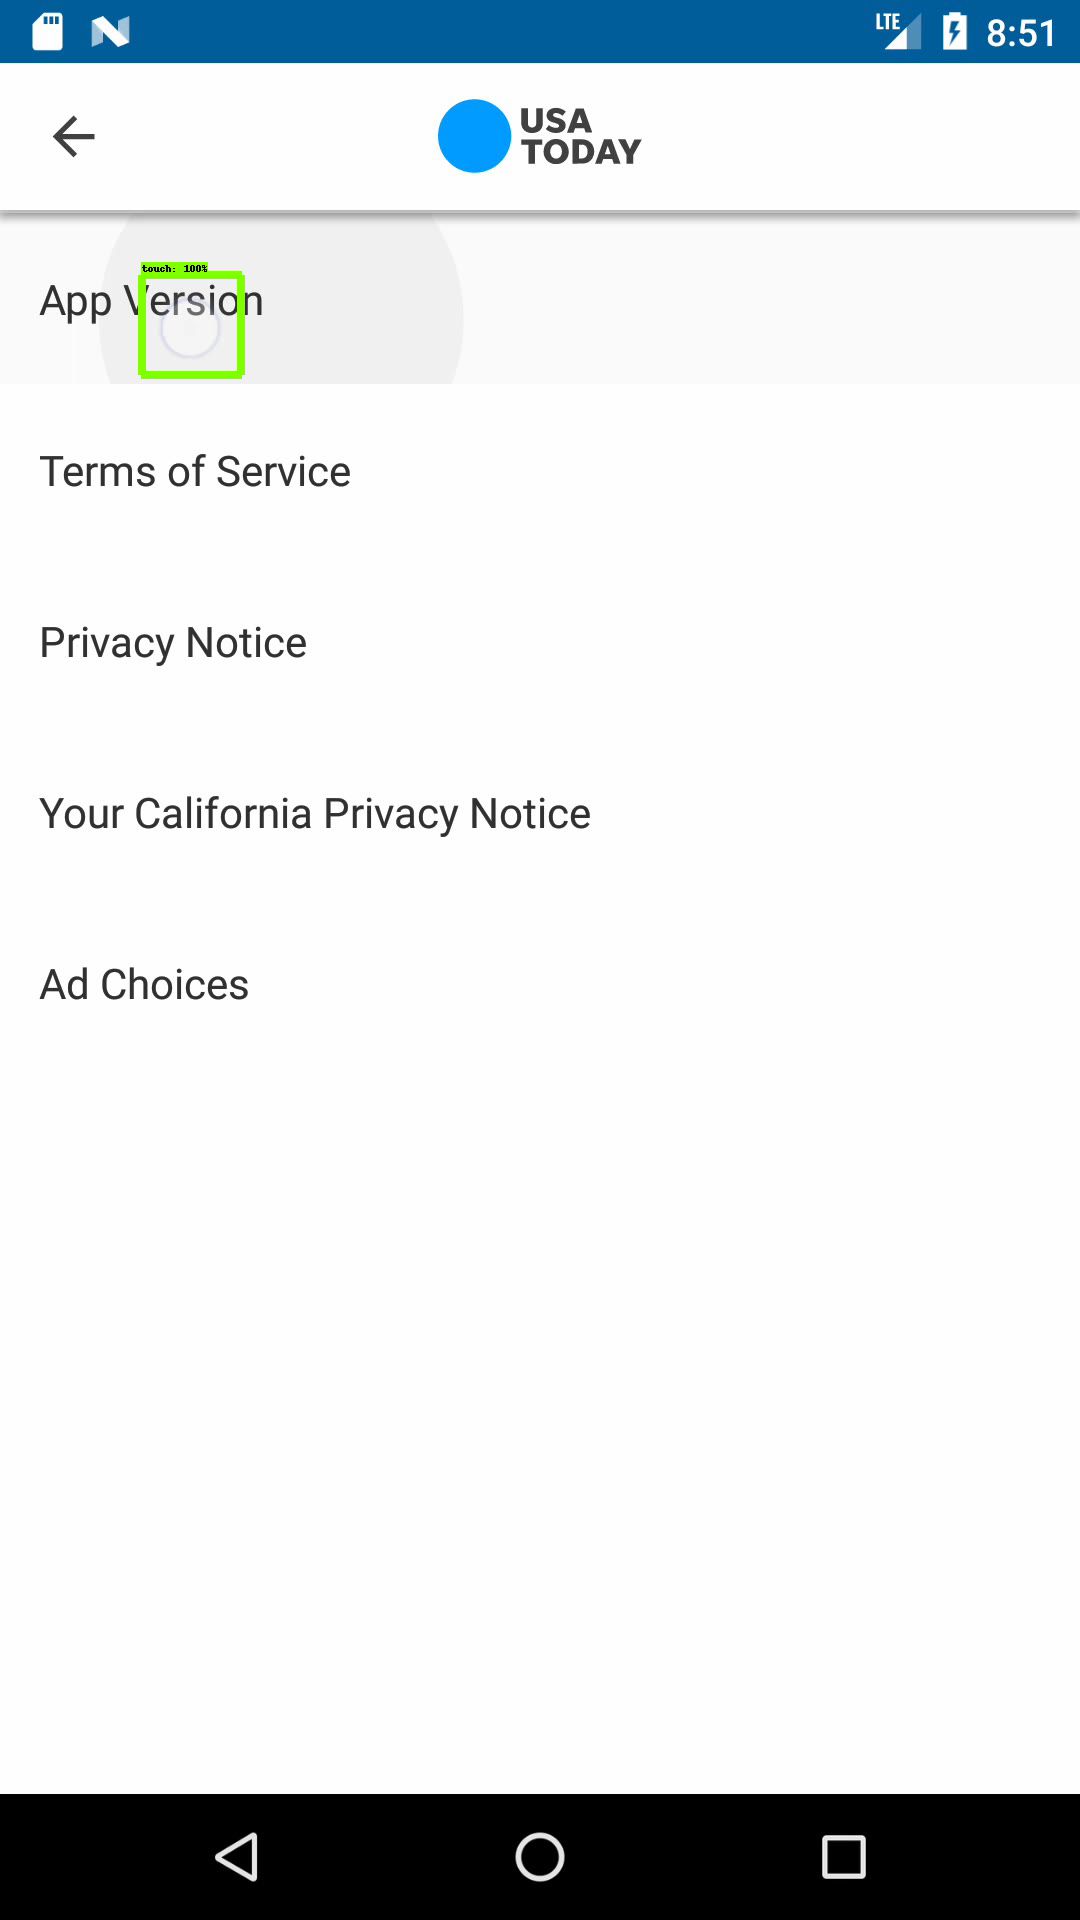 LTE 8:51
USA
TODAY
touch: 100%
App Version
Terms of Service
Privacy Notice
Your California Privacy Notice
Ad Choices